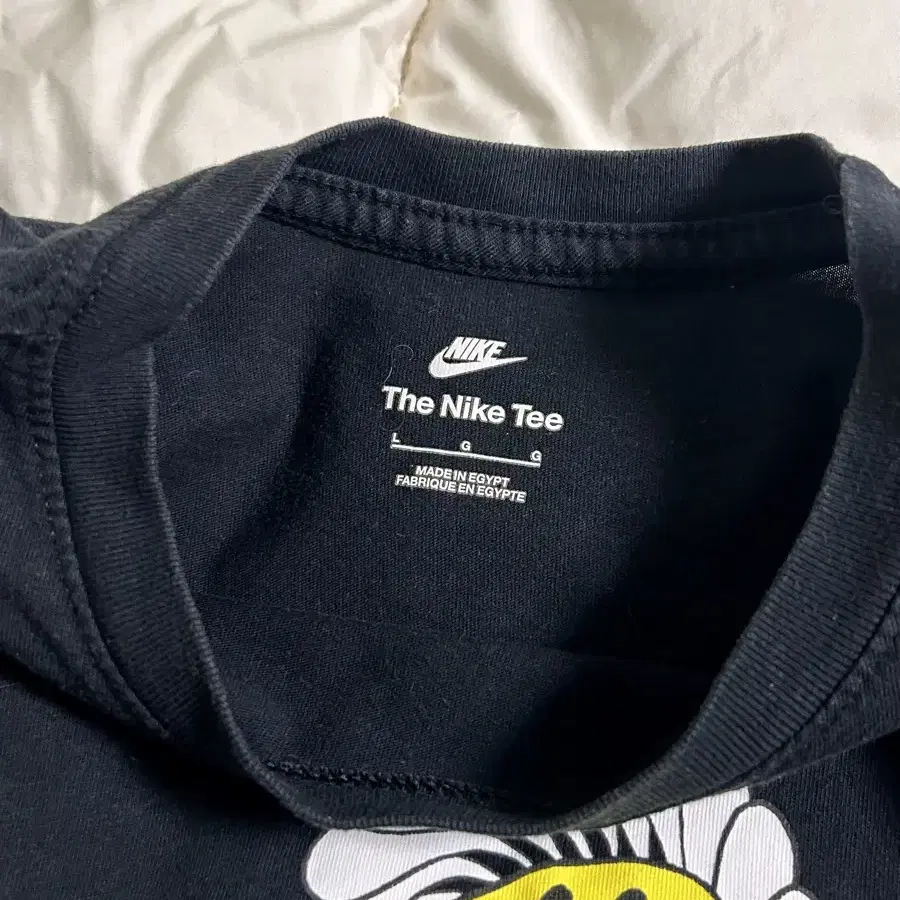 NIKE
The Nike Tee
L G G
MADE IN EGYPT
FABRIQUE EN EGYPTE